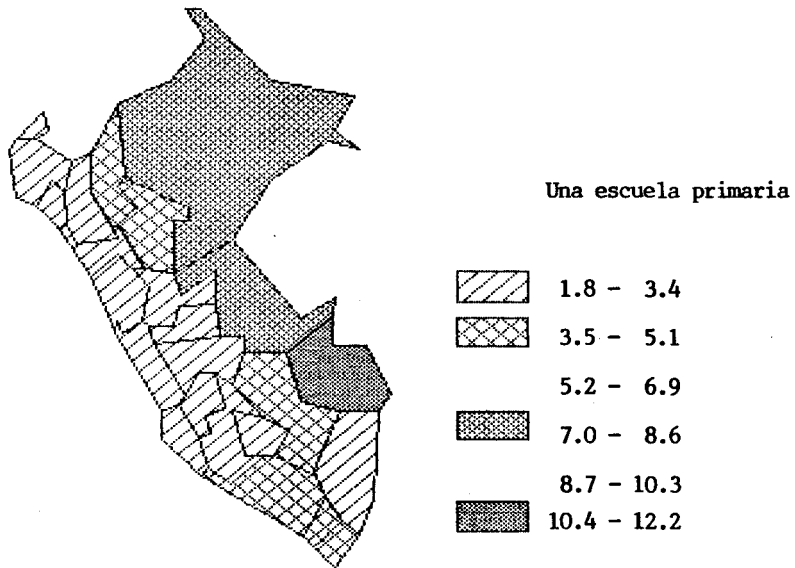 Una escuela primaria
1.8 - 3.4
3.5 - 5.1
5.2 - 6.9
7.0 - 8.6
8.7 - 10.3
10.4 - 12.2